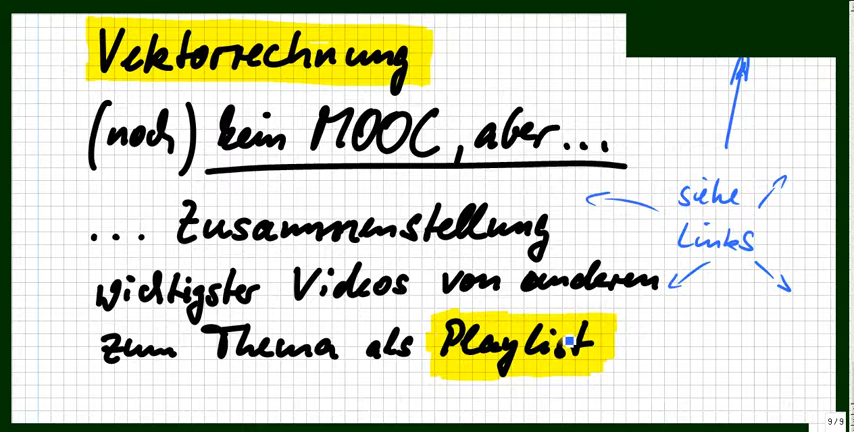 Vektorrechnung
(noch) kein MOOC, aber...
... Zusammenstellung
wichtigster Videos von anderen
zum Thema als Playlist
siehe
Links
9/9